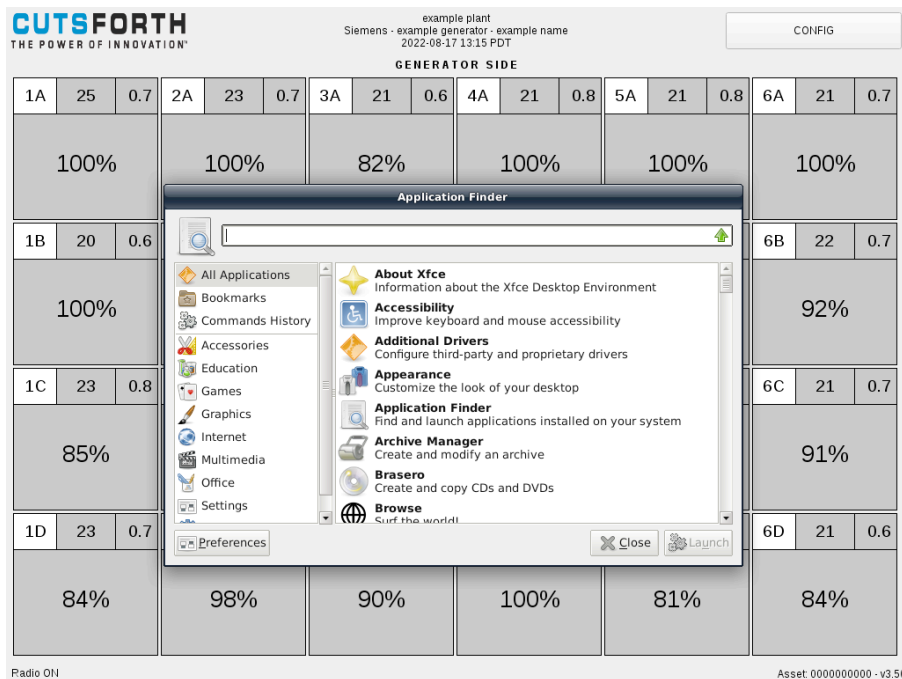 CUTSFORTH
THE POWER OF INNOVATION
example plant
Siemens - example generator - example name
2022-08-17 13:15 PDT
CONFIG
GENERATOR SIDE
1A 25 0.7 2A 23 0.7 3A 21 0.6 4A 21 0.8 5A 21 0.8 6A 21 0.7
100% 100% 82% 100% 100% 100%
Application Finder
1B 20 0.6
100%
6B 22 0.7
92%
All Applications
Bookmarks
Commands History
Accessories
Education
Games
Graphics
Internet
Multimedia
Office
Settings
About Xfce
Information about the Xfce Desktop Environment
Accessibility
Improve keyboard and mouse accessibility
Additional Drivers
Configure third-party and proprietary drivers
Appearance
Customize the look of your desktop
Application Finder
Find and launch applications installed on your system
Archive Manager
Create and modify an archive
Brasero
Create and copy CDs and DVDs
Browse
Surf the world!
Preferences
Close
Launch
1C 23 0.8
85%
6C 21 0.7
91%
1D 23 0.7
6D 21 0.6
84% 98% 90% 100% 81% 84%
Radio ON
Asset: 0000000000 - v3.50